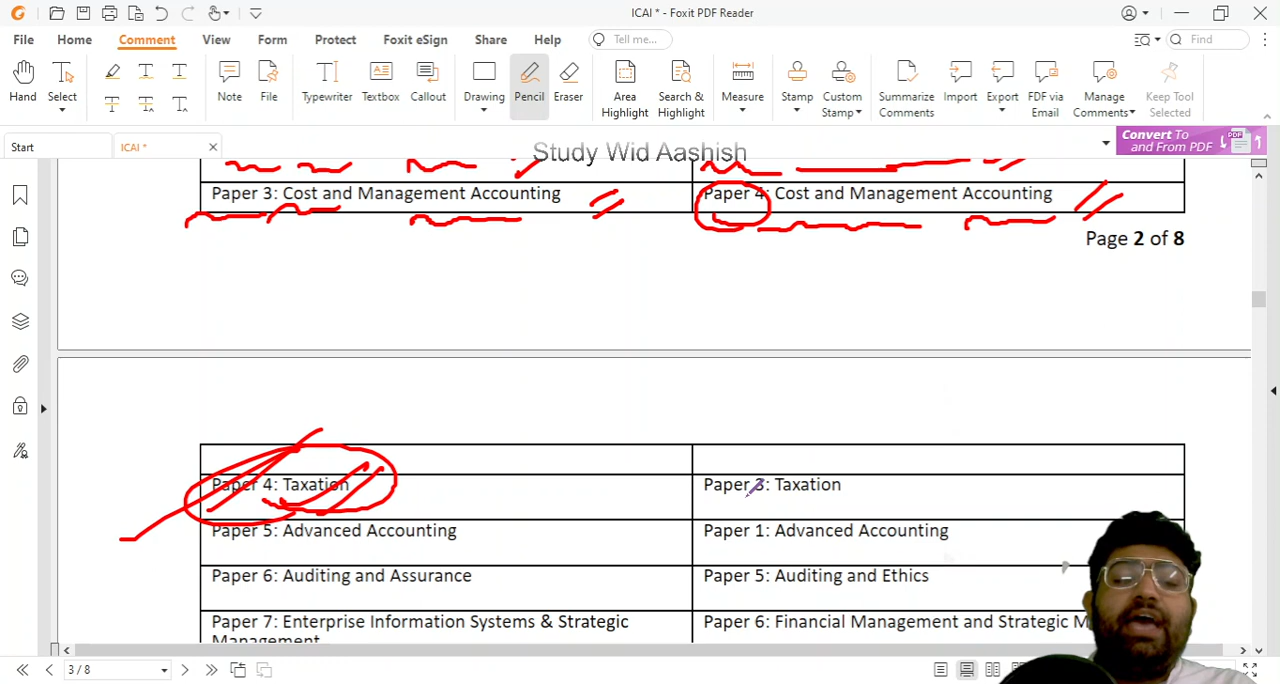 ICAI * - Foxit PDF Reader
File Home Comment View Form Protect Foxit eSign Share Help Tell me... Find
Hand Select Note File Typewriter Textbox Callout Drawing Pencil Eraser Area Highlight Search & Highlight Measure Stamp Custom Stamp Summarize Comments Import Export FDF via Email Manage Comments Keep Tool Selected
Start ICAI * Convert To and From PDF
Study Wid Aashish
Paper 3: Cost and Management Accounting Paper 4: Cost and Management Accounting
Page 2 of 8
Paper 4: Taxation Paper 3: Taxation
Paper 5: Advanced Accounting Paper 1: Advanced Accounting
Paper 6: Auditing and Assurance Paper 5: Auditing and Ethics
Paper 7: Enterprise Information Systems & Strategic Paper 6: Financial Management and Strategic M
Management
3 / 8